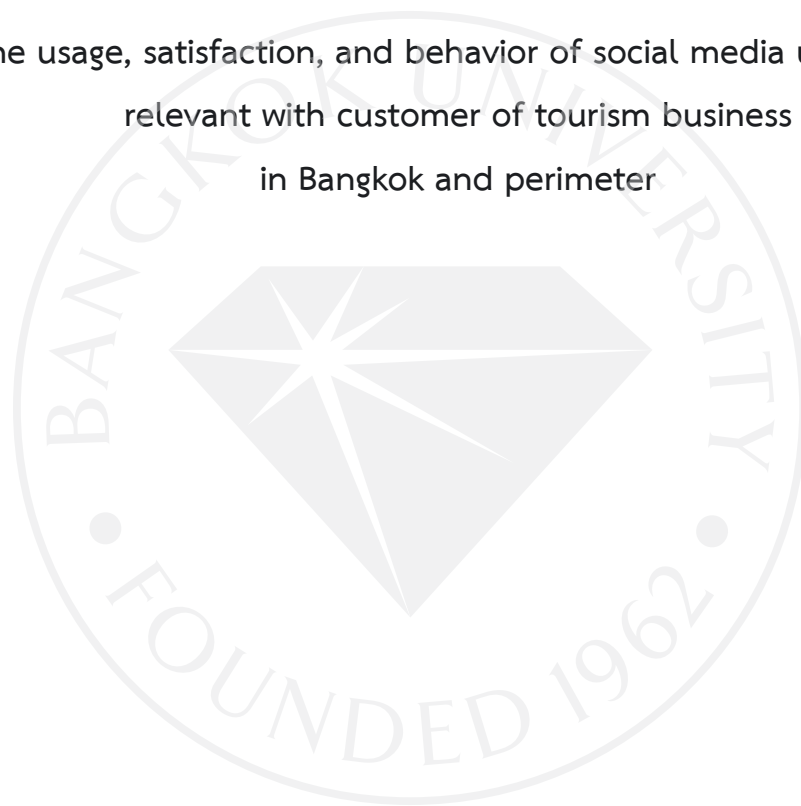 usage, satisfaction, and behavior of social media
relevant with customer of tourism business
in Bangkok and perimeter
BANGKOK UNIVERSITY
FOUNDED 1962